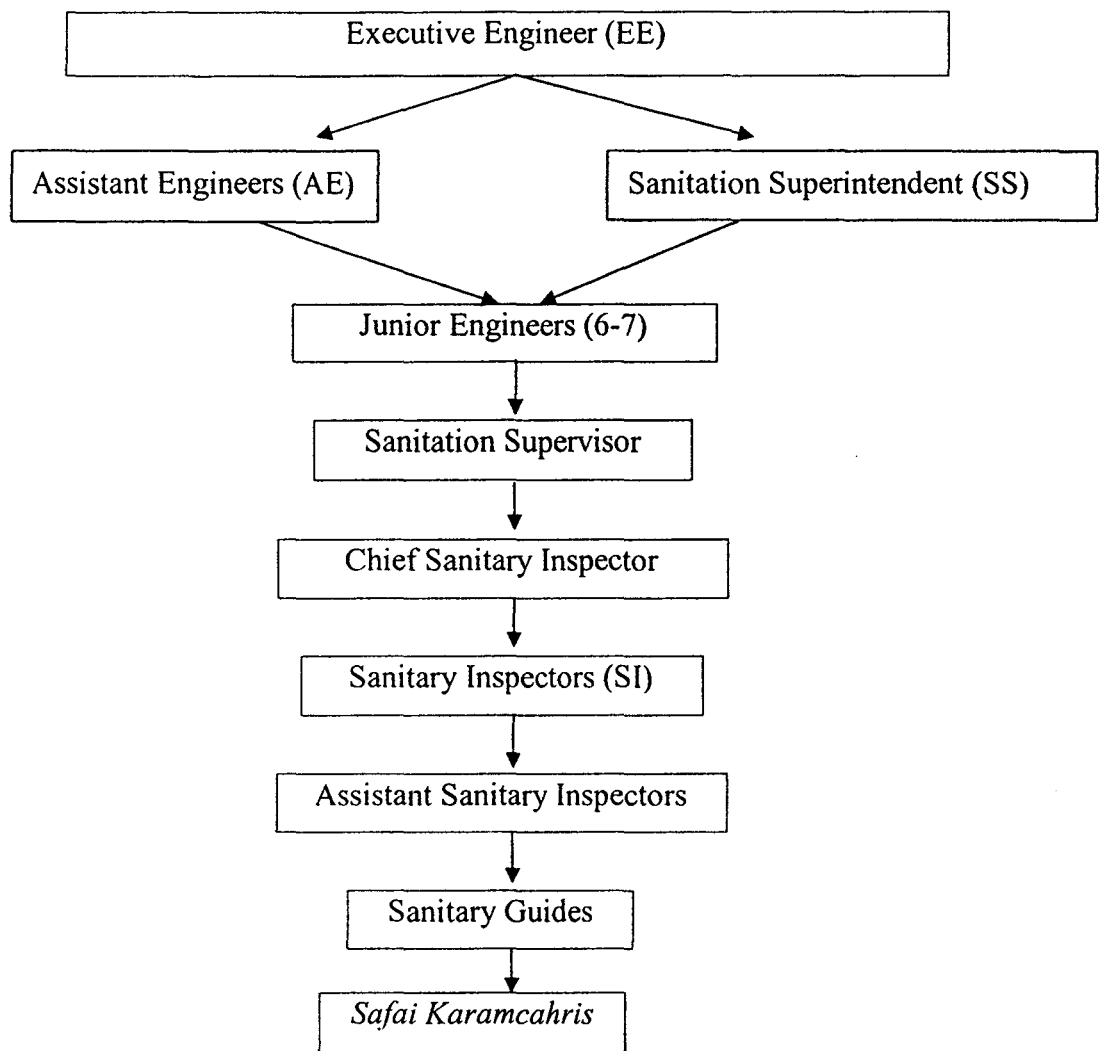 Executive Engineer (EE)
Assistant Engineers (AE)
Sanitation Superintendent (SS)
Junior Engineers (6-7)
Sanitation Supervisor
Chief Sanitary Inspector
Sanitary Inspectors (SI)
Assistant Sanitary Inspectors
Sanitary Guides
Safai Karamcahris